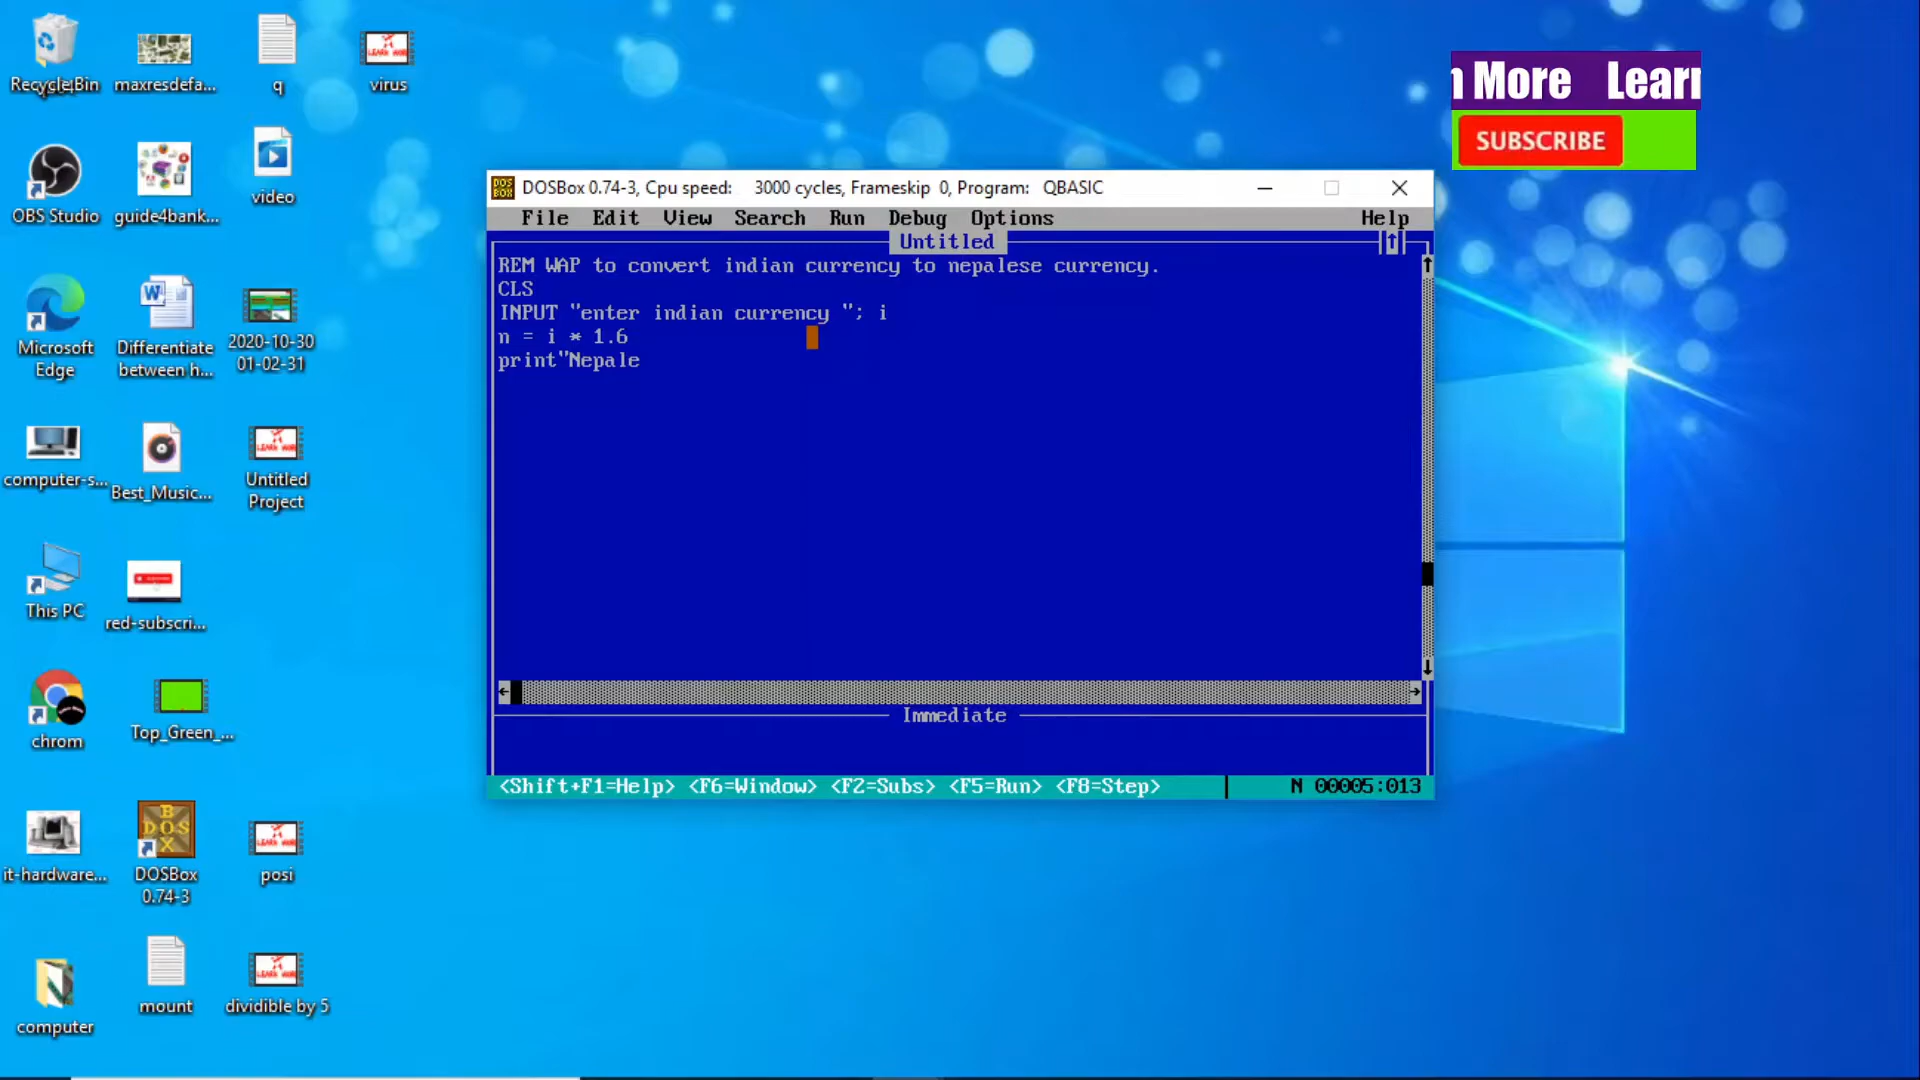 Recycle Bin
maxresdefa...
q
virus
OBS Studio
guide4bank...
video
Microsoft
Edge
Differentiate
between h...
2020-10-30
01-02-31
computer-s...
Best_Music...
Untitled
Project
This PC
red-subscri...
chrom
Top_Green_...
it-hardware...
DOSBox
0.74-3
posi
computer
mount
dividible by 5
n More Learn
SUBSCRIBE
DOSBox 0.74-3, Cpu speed: 3000 cycles, Frameskip 0, Program: QBASIC
File Edit View Search Run Debug Options Help
Untitled
REM WAP to convert indian currency to nepalese currency.
CLS
INPUT "enter indian currency "; i
n = i * 1.6
print"Nepale
Immediate
<Shift+F1=Help> <F6=Window> <F2=Subs> <F5=Run> <F8=Step> N 00005:013